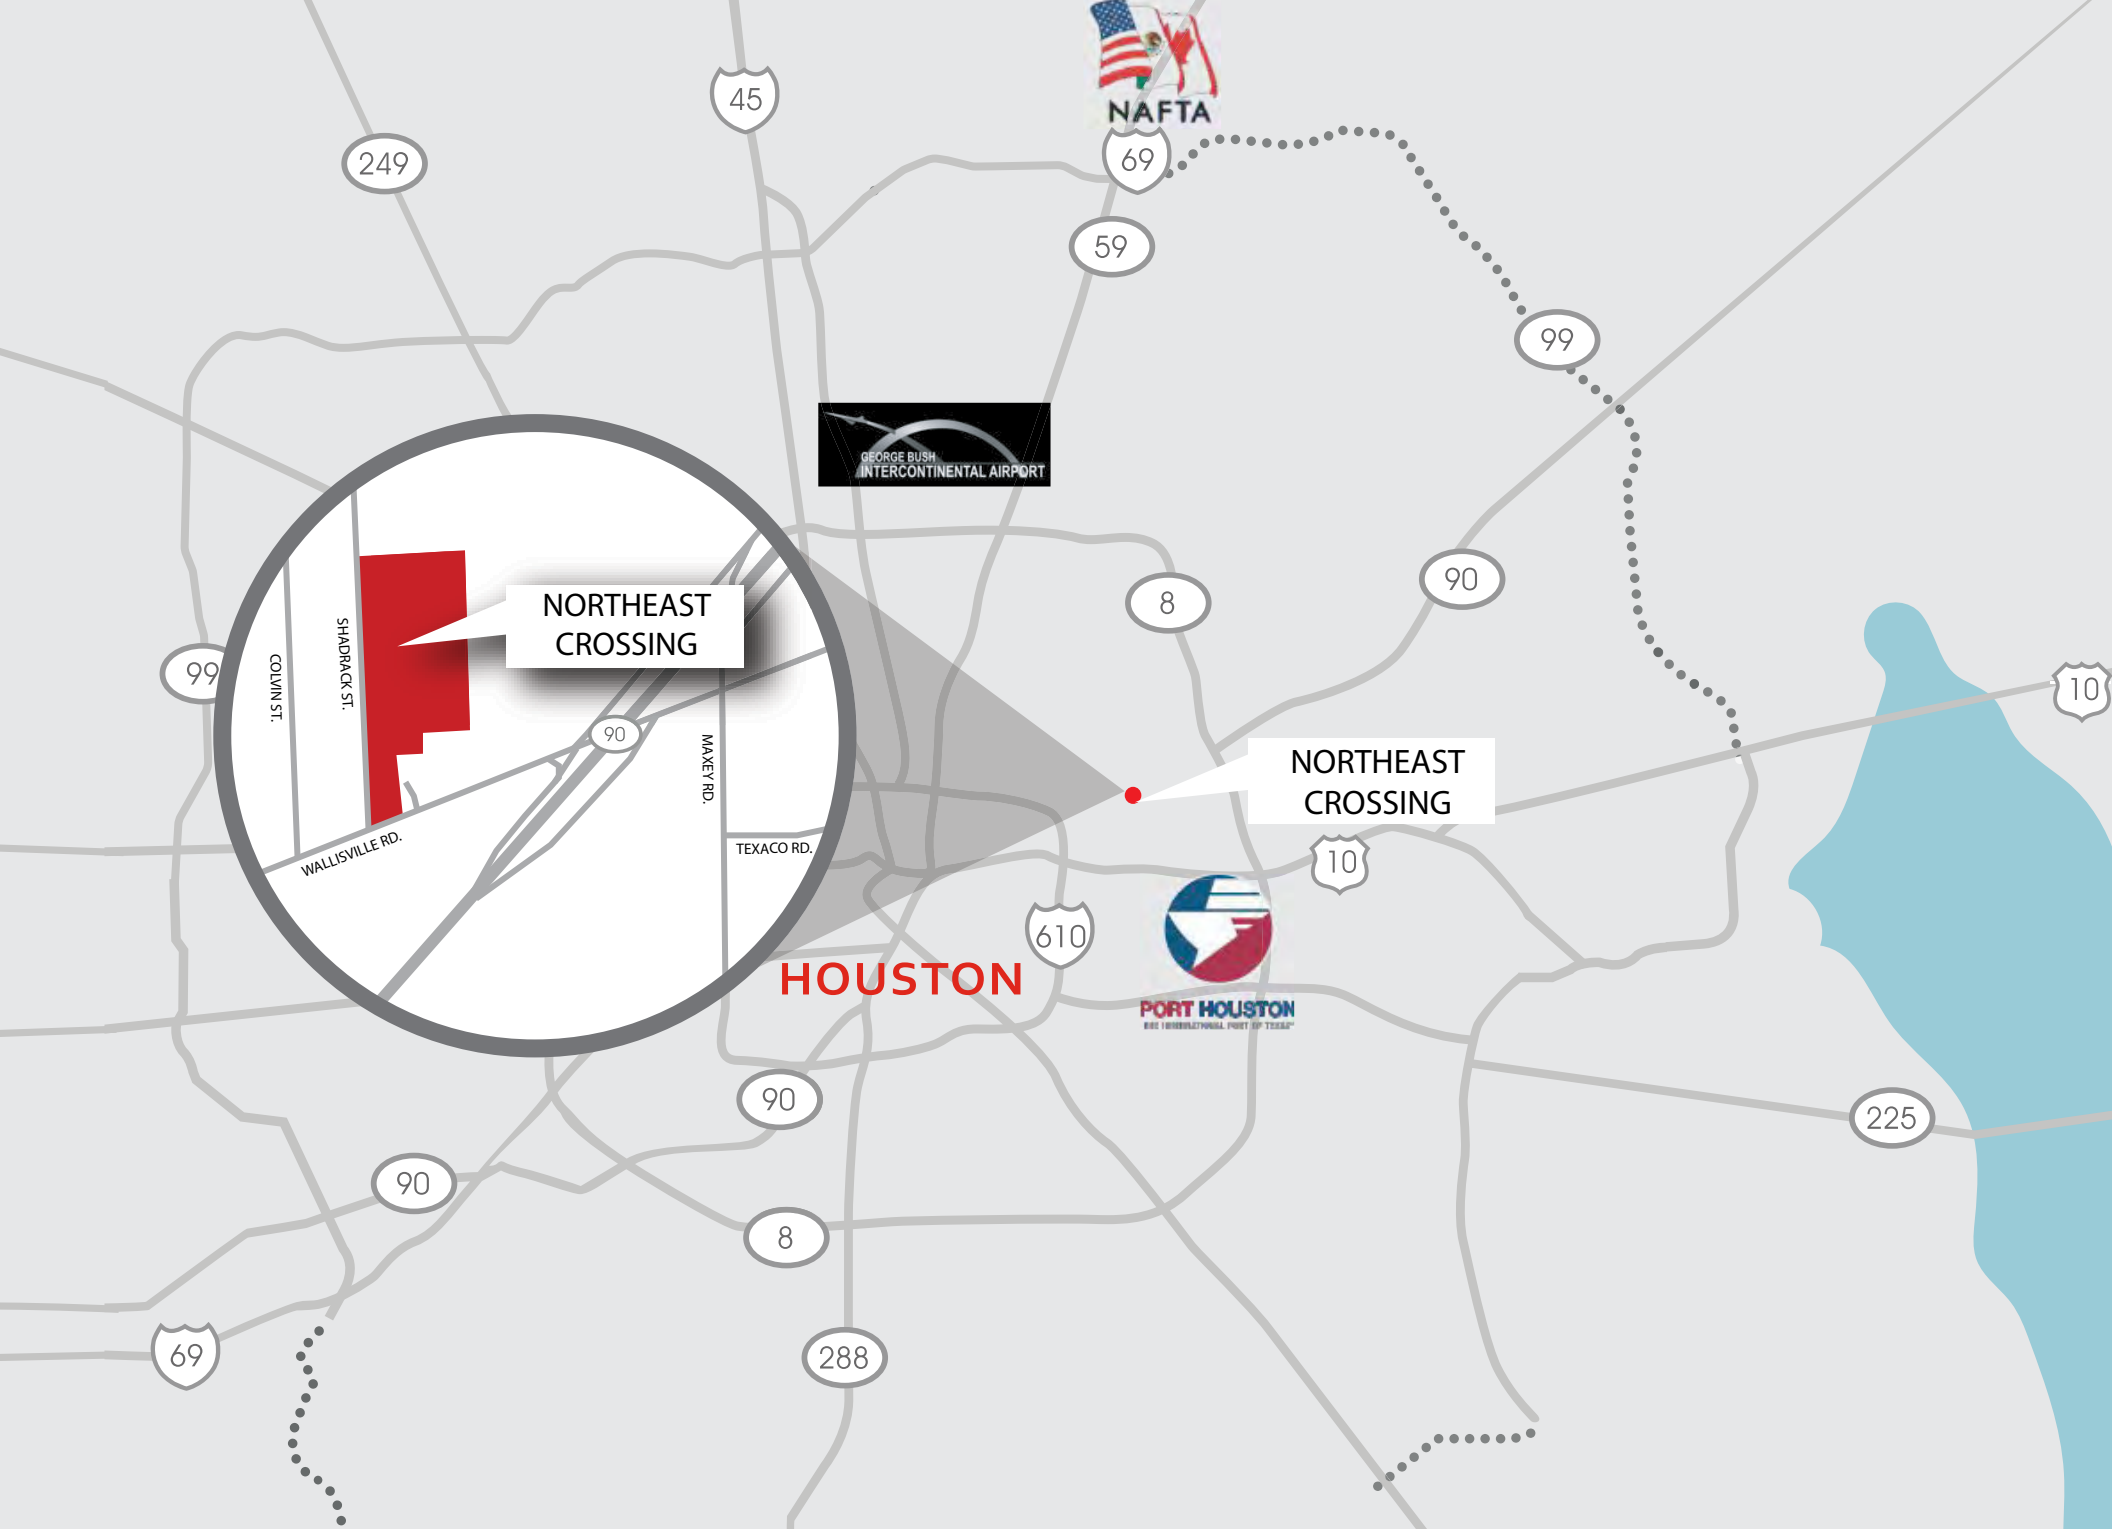 NAFTA
45
249
69
59
99
GEORGE BUSH
INTERCONTINENTAL AIRPORT
90
8
NORTHEAST
CROSSING
SHADRACK ST.
COLVIN ST.
99
10
90
MAXEY RD.
NORTHEAST
CROSSING
WALLISVILLE RD.
TEXACO RD.
10
610
HOUSTON
PORT HOUSTON
90
225
90
8
69
288